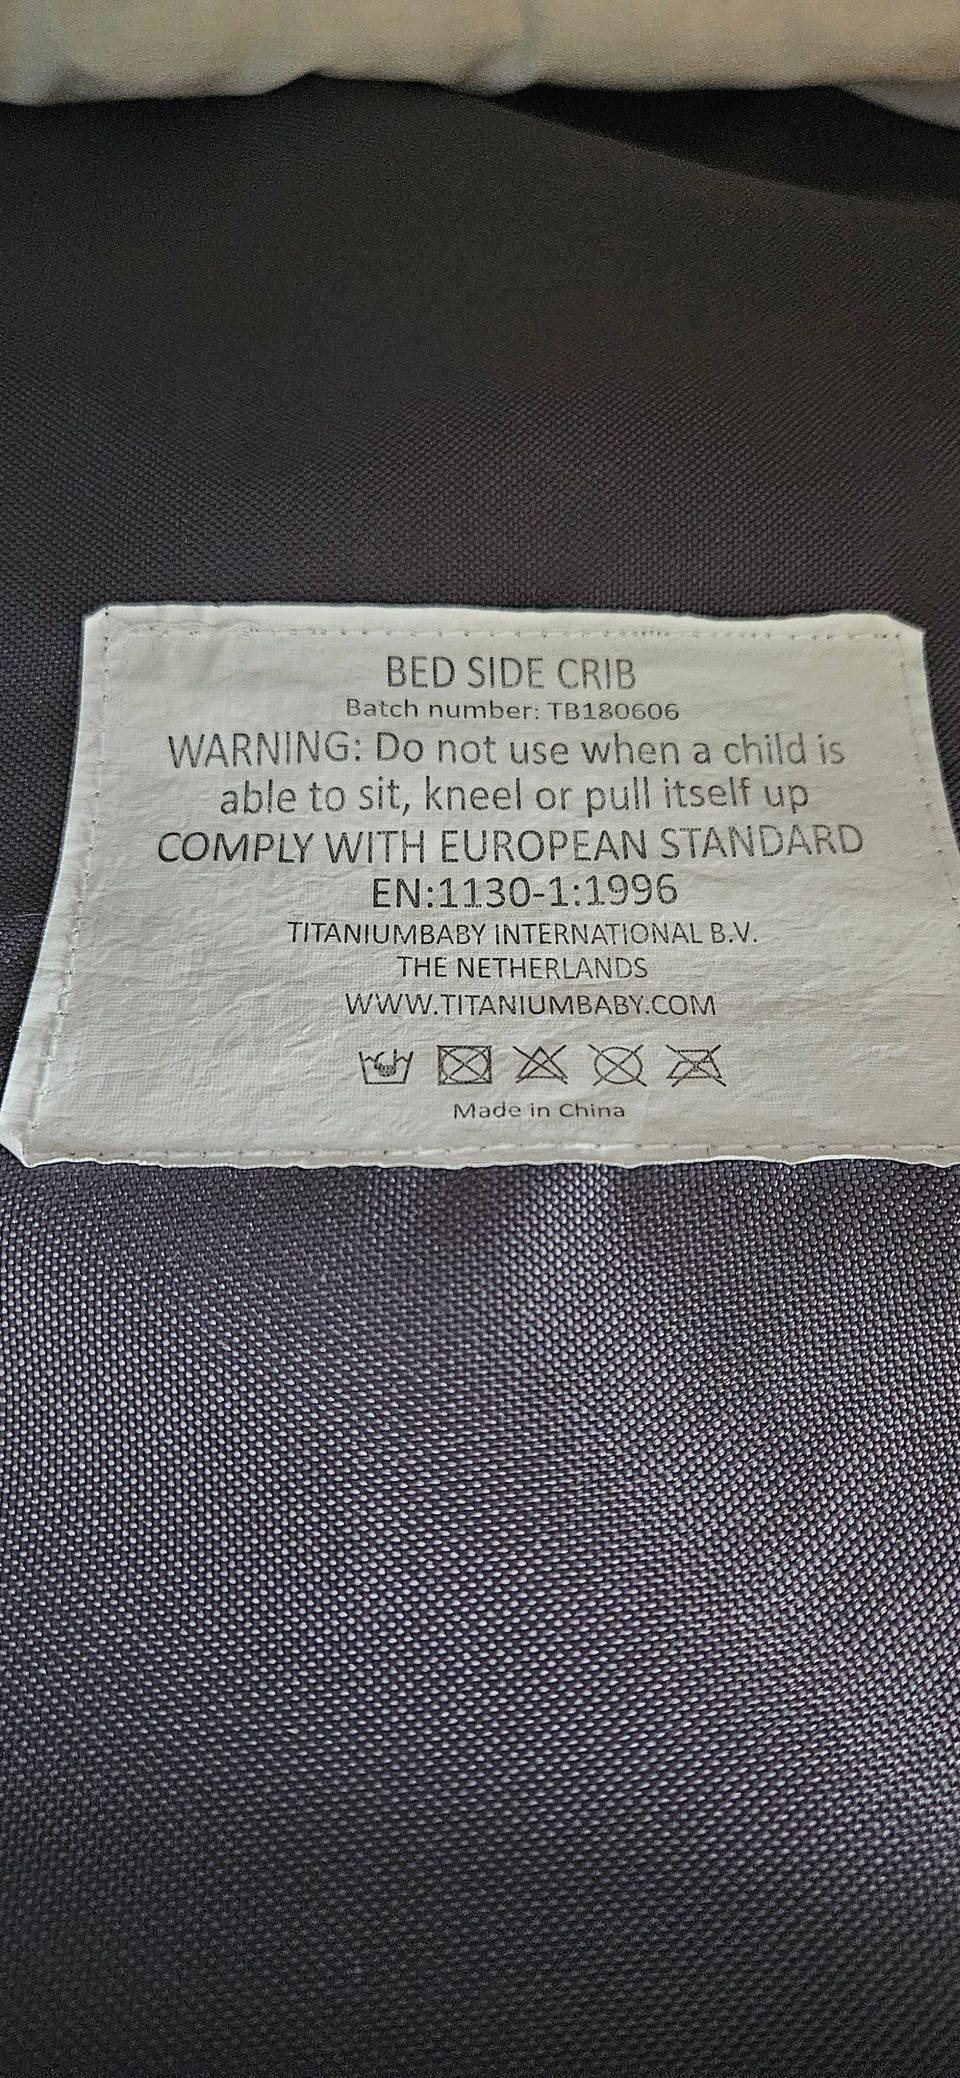 BED SIDE CRIB
Batch number: TB180606
WARNING: Do not use when a child is
able to sit, kneel or pull itself up
COMPLY WITH EUROPEAN STANDARD
EN:1130-1:1996
TITANIUMBABY INTERNATIONAL B.V.
THE NETHERLANDS
WWW.TITANIUMBABY.COM
Made in China